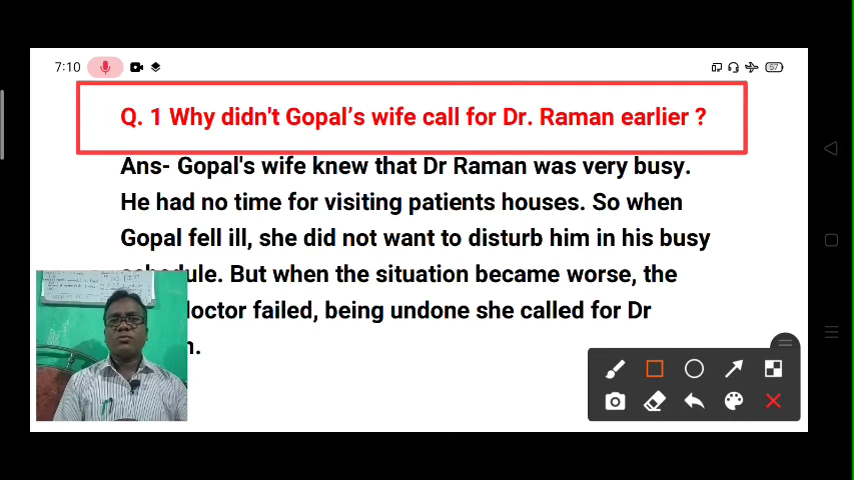 7:10
57
Q. 1 Why didn't Gopal's wife call for Dr. Raman earlier ?
Ans- Gopal's wife knew that Dr Raman was very busy.
He had no time for visiting patients houses. So when
Gopal fell ill, she did not want to disturb him in his busy
schedule. But when the situation became worse, the
doctor failed, being undone she called for Dr